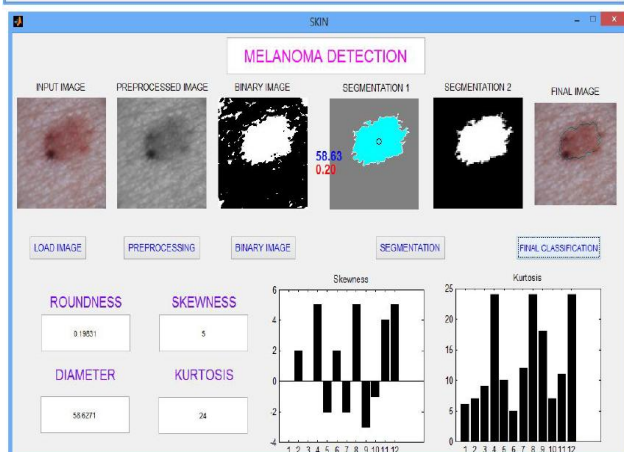 SKIN
MELANOMA DETECTION
INPUT IMAGE PREPROCESSED IMAGE BINARY IMAGE SEGMENTATION 1 SEGMENTATION 2 FINAL IMAGE
58.63
0.20
LOAD IMAGE PREPROCESSING BINARY IMAGE SEGMENTATION FINAL CLASSIFICATION
ROUNDNESS SKEWNESS
0.19831 5
DIAMETER KURTOSIS
58.6271 24
Skewness
6
4
2
0
-2
-4
1 2 3 4 5 6 7 8 9 10 11 12
Kurtosis
25
20
15
10
5
0
1 2 3 4 5 6 7 8 9 10 11 12